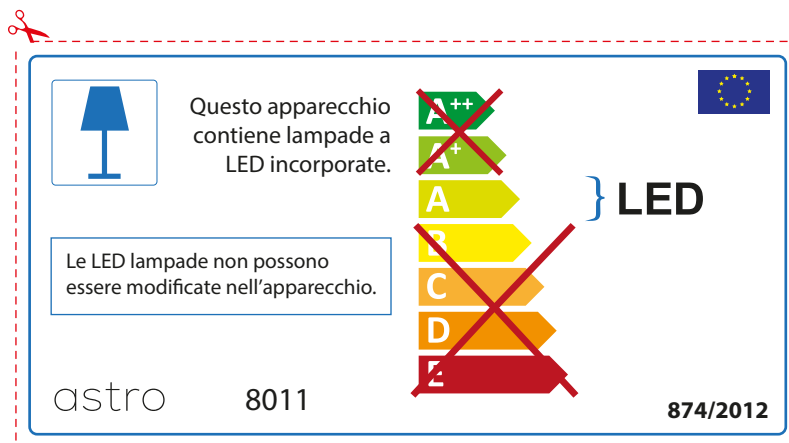 Questo apparecchio
contiene lampade a
LED incorporate.
Le LED lampade non possono
essere modificate nell'apparecchio.
A++
A+
A
B
C
D
E
LED
astro
8011
874/2012